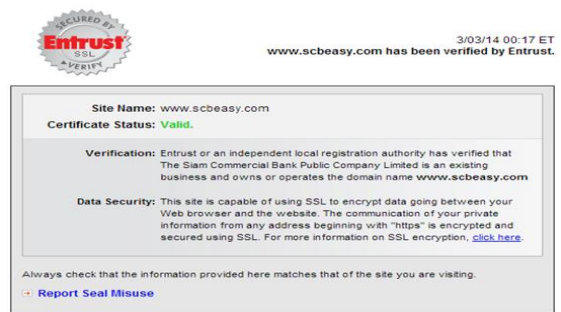 SECURED BY
Entrust
SSL
VERIFY
3/03/14 00:17 ET
www.scbeasy.com has been verified by Entrust.
Site Name: www.scbeasy.com
Certificate Status: Valid.
Verification: Entrust or an independent local registration authority has verified that
The Siam Commercial Bank Public Company Limited is an existing
business and owns or operates the domain name www.scbeasy.com
Data Security: This site is capable of using SSL to encrypt data going between your
Web browser and the website. The communication of your private
information from any address beginning with "https" is encrypted and
secured using SSL. For more information on SSL encryption, click here.
Always check that the information provided here matches that of the site you are visiting.
Report Seal Misuse